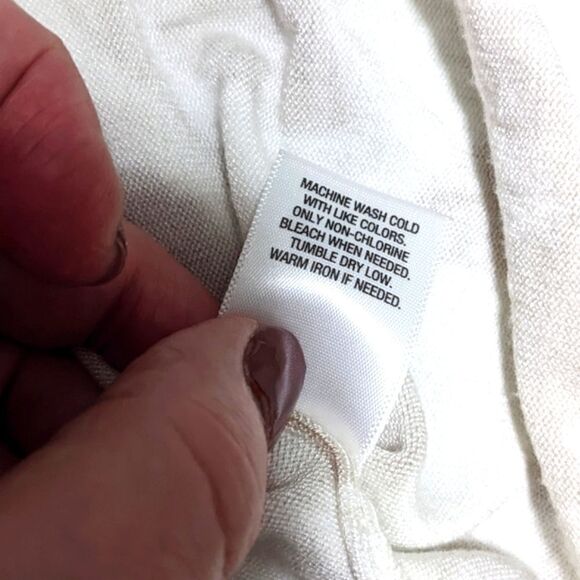 MACHINE WASH COLD
WITH LIKE COLORS.
ONLY NON-CHLORINE
BLEACH WHEN NEEDED.
TUMBLE DRY LOW.
WARM IRON IF NEEDED.